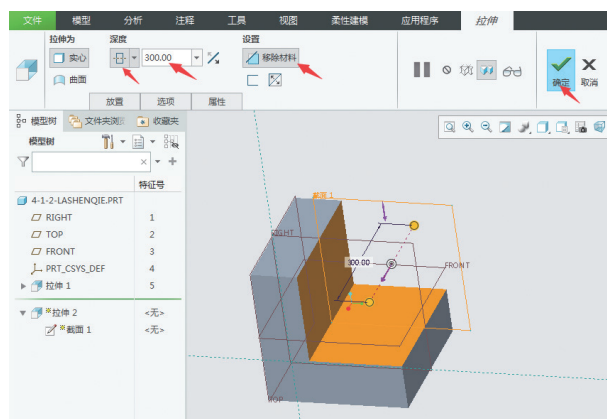 文件 模型 分析 注释 工具 视图 柔性建模 应用程序 拉伸
拉伸为 深度 设置
实心 300.00 移除材料
曲面
确定 取消
放置 选项 属性
模型树 文件夹浏 收藏夹
模型树
特征号
4-1-2-LASHENQIE.PRT
RIGHT 1
TOP 2
FRONT 3
PRT_CSYS_DEF 4
拉伸 1 5
※拉伸 2 <无>
※截面 1 <无>
截面 1
RIGHT
300.00
FRONT
TOP